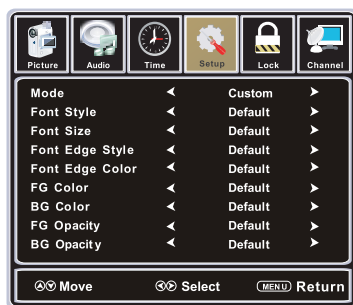 Picture Audio Time Setup Lock Channel
Mode Custom
Font Style Default
Font Size Default
Font Edge Style Default
Font Edge Color Default
FG Color Default
BG Color Default
FG Opacity Default
BG Opacity Default
Move Select MENU Return